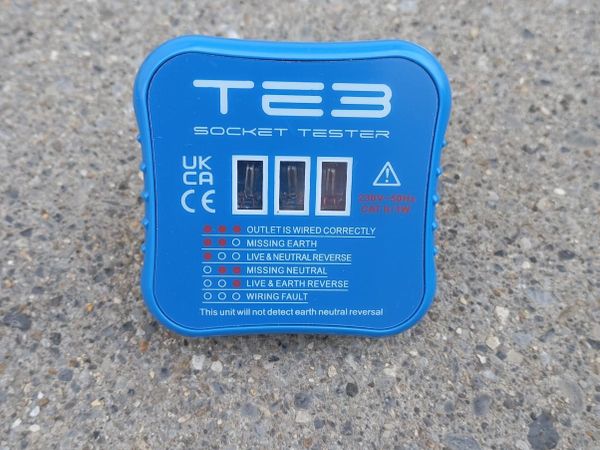 TE3
SOCKET TESTER
UK
CA
CE
230V~50Hz
CAT II 1W
OUTLET IS WIRED CORRECTLY
MISSING EARTH
LIVE & NEUTRAL REVERSE
MISSING NEUTRAL
LIVE & EARTH REVERSE
WIRING FAULT
This unit will not detect earth neutral reversal